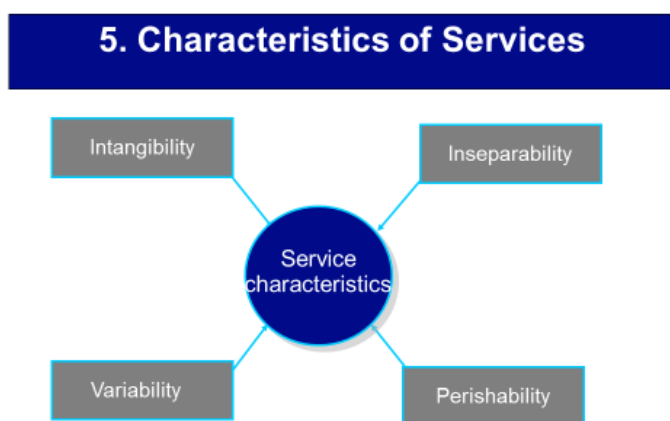 5. Characteristics of Services
Intangibility
Inseparability
Service
characteristics
Variability
Perishability